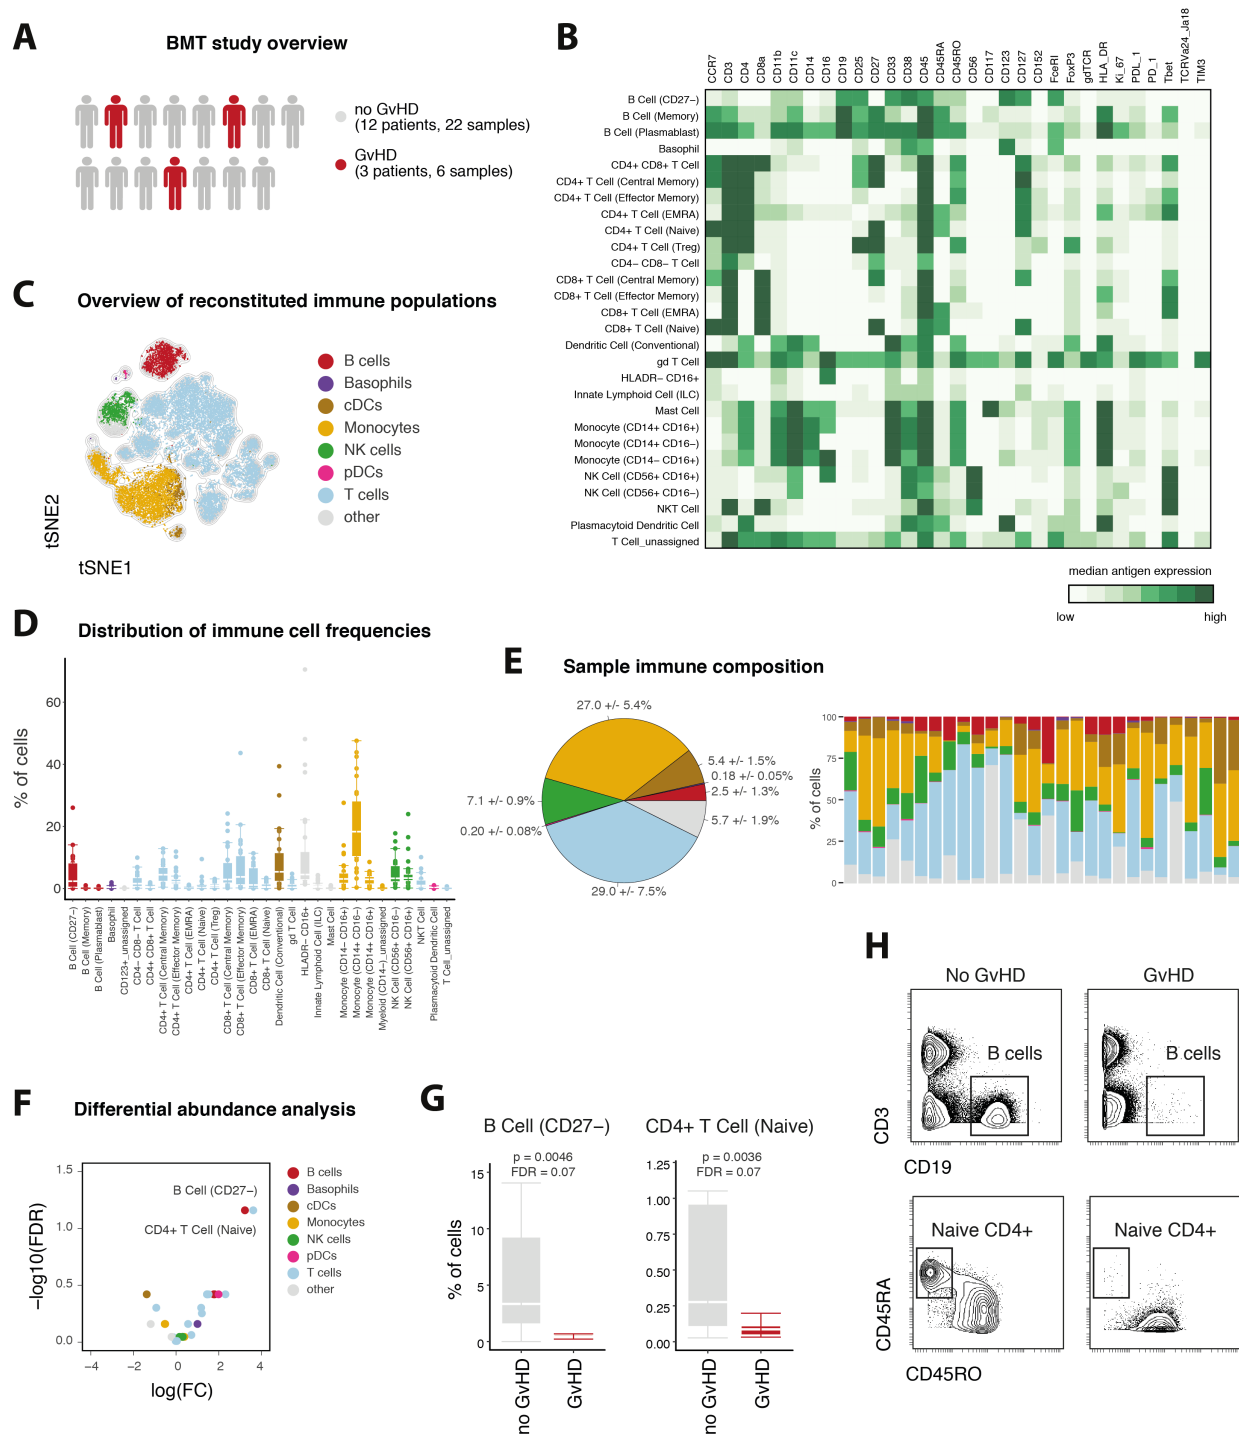 A
BMT study overview
no GvHD
(12 patients, 22 samples)
GvHD
(3 patients, 6 samples)
B
CCR7
CD3
CD4
CD8a
CD11b
CD11c
CD14
CD16
CD19
CD25
CD27
CD33
CD38
CD45
CD45RA
CD45RO
CD56
CD117
CD123
CD127
CD152
FceRI
FoxP3
gdTCR
HLA_DR
Ki_67
PDL_1
PD_1
Tbet
TCRVa24_Ja18
TIM3
B Cell (CD27−)
B Cell (Memory)
B Cell (Plasmablast)
Basophil
CD4+ CD8+ T Cell
CD4+ T Cell (Central Memory)
CD4+ T Cell (Effector Memory)
CD4+ T Cell (EMRA)
CD4+ T Cell (Naive)
CD4+ T Cell (Treg)
CD4− CD8− T Cell
CD8+ T Cell (Central Memory)
CD8+ T Cell (Effector Memory)
CD8+ T Cell (EMRA)
CD8+ T Cell (Naive)
Dendritic Cell (Conventional)
gd T Cell
HLADR− CD16+
Innate Lymphoid Cell (ILC)
Mast Cell
Monocyte (CD14+ CD16+)
Monocyte (CD14+ CD16−)
Monocyte (CD14− CD16+)
NK Cell (CD56+ CD16+)
NK Cell (CD56+ CD16−)
NKT Cell
Plasmacytoid Dendritic Cell
T Cell_unassigned
median antigen expression
low
high
C
Overview of reconstituted immune populations
B cells
Basophils
cDCs
Monocytes
NK cells
pDCs
T cells
other
tSNE2
tSNE1
D
Distribution of immune cell frequencies
% of cells
60
40
20
0
B Cell (CD27−)
B Cell (Memory)
B Cell (Plasmablast)
Basophil
CD123+_unassigned
CD4− CD8− T Cell
CD4+ CD8+ T Cell
CD4+ T Cell (Central Memory)
CD4+ T Cell (Effector Memory)
CD4+ T Cell (EMRA)
CD4+ T Cell (Naive)
CD4+ T Cell (Treg)
CD8+ T Cell (Central Memory)
CD8+ T Cell (Effector Memory)
CD8+ T Cell (EMRA)
CD8+ T Cell (Naive)
Dendritic Cell (Conventional)
gd T Cell
HLADR− CD16+
Innate Lymphoid Cell (ILC)
Mast Cell
Monocyte (CD14− CD16+)
Monocyte (CD14+ CD16−)
Monocyte (CD14+ CD16+)
Myeloid (CD14−)_unassigned
NK Cell (CD56+ CD16−)
NK Cell (CD56+ CD16+)
NKT Cell
Plasmacytoid Dendritic Cell
T Cell_unassigned
E
Sample immune composition
27.0 +/- 5.4%
5.4 +/- 1.5%
0.18 +/- 0.05%
2.5 +/- 1.3%
5.7 +/- 1.9%
7.1 +/- 0.9%
0.20 +/- 0.08%
29.0 +/- 7.5%
% of cells
100
75
50
25
0
F
Differential abundance analysis
−log10(FDR)
1.5
1.0
0.5
0.0
B Cell (CD27−)
CD4+ T Cell (Naive)
−4
−2
0
2
4
log(FC)
B cells
Basophils
cDCs
Monocytes
NK cells
pDCs
T cells
other
G
B Cell (CD27−)
p = 0.0046
FDR = 0.07
% of cells
15
10
5
0
no GvHD
GvHD
CD4+ T Cell (Naive)
p = 0.0036
FDR = 0.07
1.25
1.00
0.75
0.50
0.25
0.00
no GvHD
GvHD
H
No GvHD
GvHD
B cells
B cells
CD3
CD19
Naive CD4+
Naive CD4+
CD45RA
CD45RO